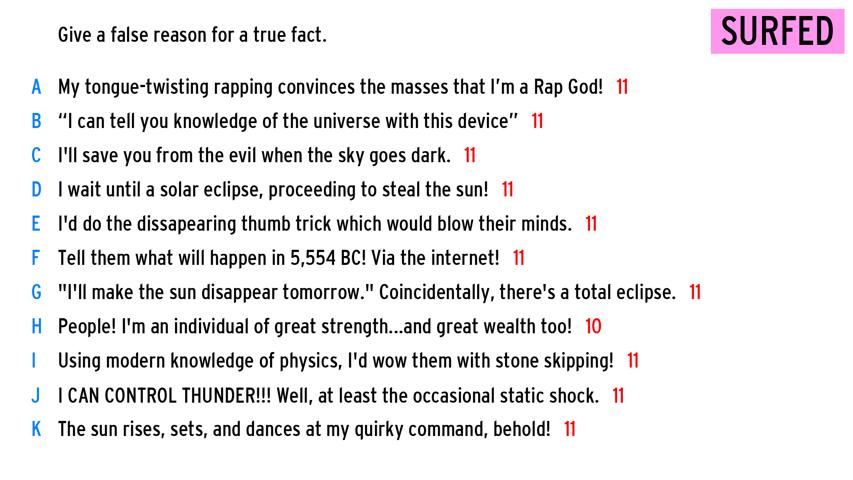 Give a false reason for a true fact.
SURFED
A My tongue-twisting rapping convinces the masses that I'm a Rap God! 11
B “I can tell you knowledge of the universe with this device” 11
C I'll save you from the evil when the sky goes dark. 11
D I wait until a solar eclipse, proceeding to steal the sun! 11
E I'd do the dissapearing thumb trick which would blow their minds. 11
F Tell them what will happen in 5,554 BC! Via the internet! 11
G "I'll make the sun disappear tomorrow." Coincidentally, there's a total eclipse. 11
H People! I'm an individual of great strength...and great wealth too! 10
I Using modern knowledge of physics, I'd wow them with stone skipping! 11
J I CAN CONTROL THUNDER!!! Well, at least the occasional static shock. 11
K The sun rises, sets, and dances at my quirky command, behold! 11